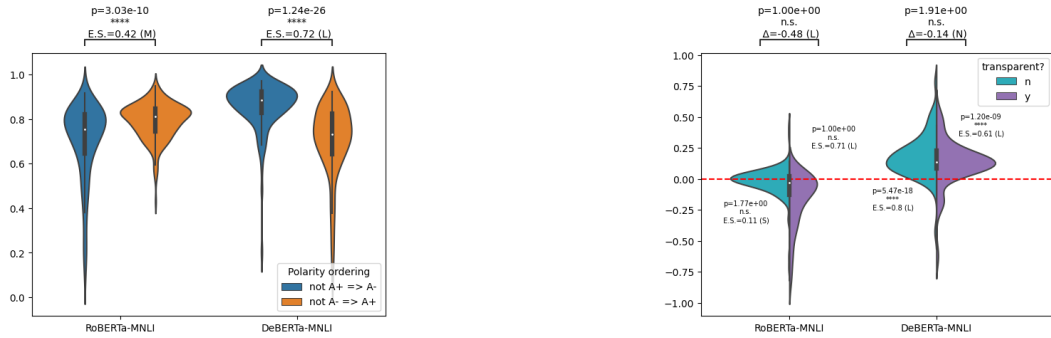 p=3.03e-10
****
E.S.=0.42 (M)
p=1.24e-26
****
E.S.=0.72 (L)
1.0
0.8
0.6
0.4
0.2
0.0
Polarity ordering
not A+ => A-
not A- => A+
RoBERTa-MNLI
DeBERTa-MNLI
p=1.00e+00
n.s.
Δ=-0.48 (L)
p=1.91e+00
n.s.
Δ=-0.14 (N)
1.00
0.75
0.50
0.25
0.00
−0.25
−0.50
−0.75
−1.00
transparent?
n
y
p=1.00e+00
n.s.
E.S.=0.71 (L)
p=1.20e-09
****
E.S.=0.61 (L)
p=1.77e+00
n.s.
E.S.=0.11 (S)
p=5.47e-18
****
E.S.=0.8 (L)
RoBERTa-MNLI
DeBERTa-MNLI